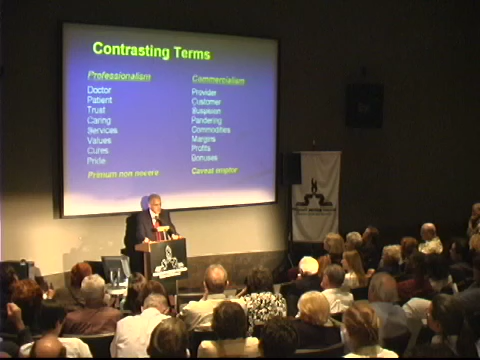 Contrasting Terms
Professionalism
Doctor
Patient
Trust
Caring
Services
Values
Cures
Pride
Primum non nocere
Commercialism
Provider
Customer
Suspicion
Pandering
Commodities
Margins
Profits
Bonuses
Caveat emptor